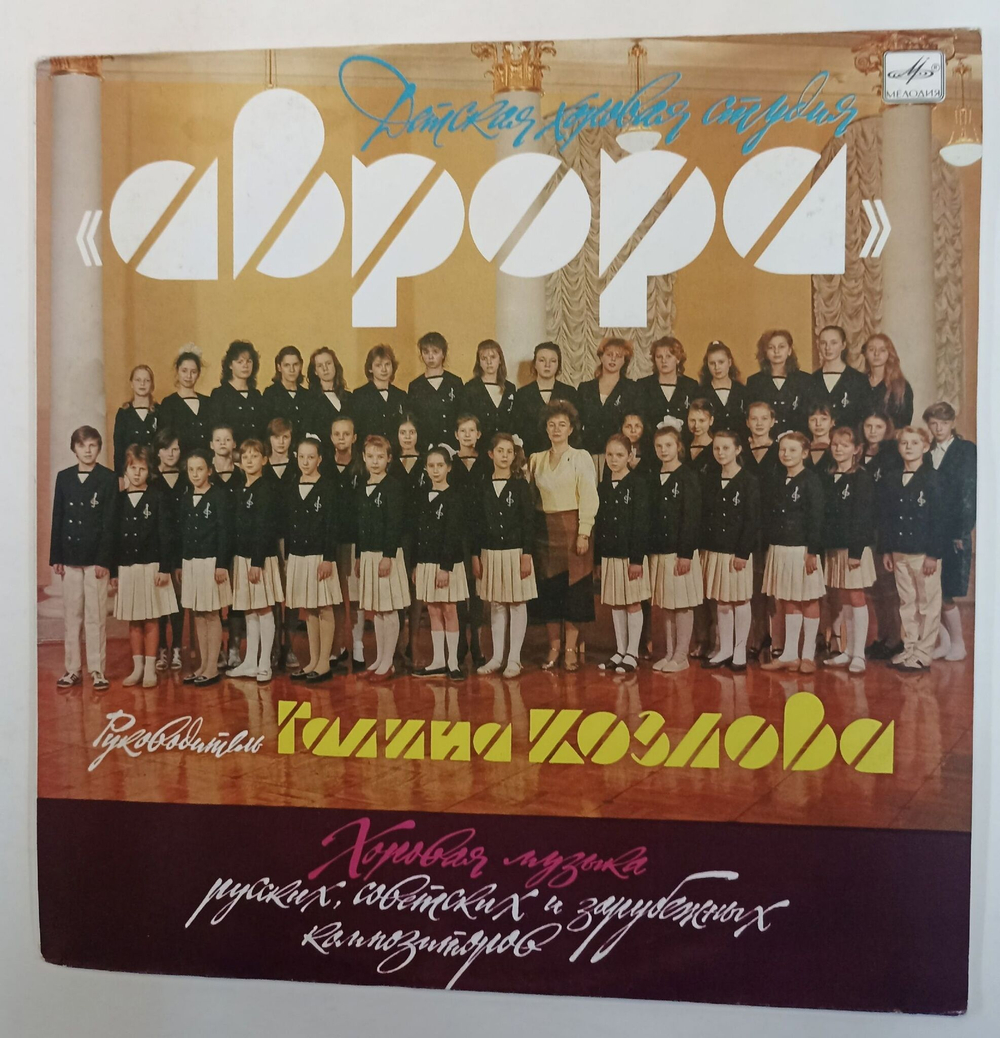 Детская хоровая студия
МЕЛОДИЯ
«аврора»
Руководитель Галина Козлова
Хоровая музыка
русских, советских и зарубежных
композиторов